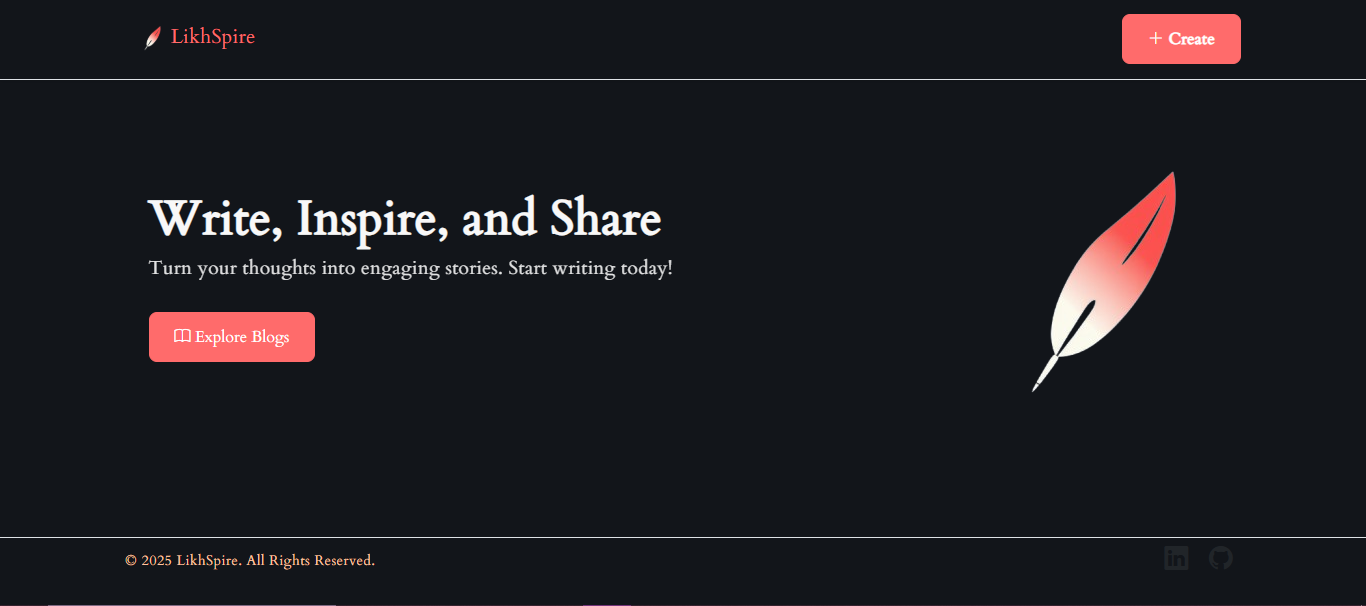 LikhSpire
+ Create
Write, Inspire, and Share
Turn your thoughts into engaging stories. Start writing today!
Explore Blogs
© 2025 LikhSpire. All Rights Reserved.
in